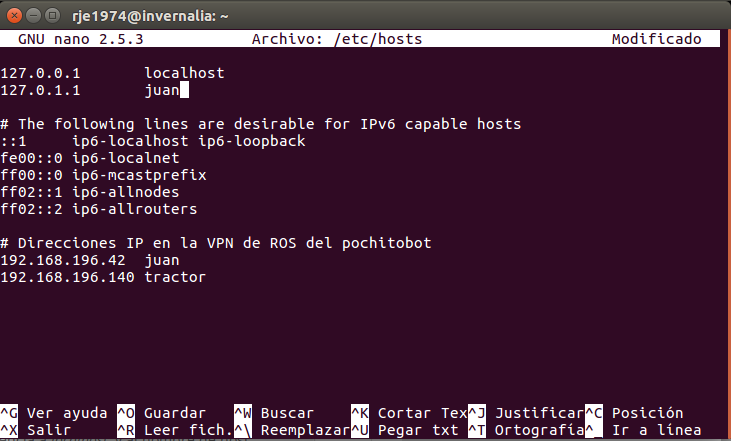 rje1974@invernalia: ~
GNU nano 2.5.3 Archivo: /etc/hosts Modificado
127.0.0.1 localhost
127.0.1.1 juan
# The following lines are desirable for IPv6 capable hosts
::1 ip6-localhost ip6-loopback
fe00::0 ip6-localnet
ff00::0 ip6-mcastprefix
ff02::1 ip6-allnodes
ff02::2 ip6-allrouters
# Direcciones IP en la VPN de ROS del pochitobot
192.168.196.42 juan
192.168.196.140 tractor
^G Ver ayuda ^O Guardar ^W Buscar ^K Cortar Tex^J Justificar^C Posición
^X Salir ^R Leer fich.^\ Reemplazar^U Pegar txt ^T Ortografía^_ Ir a línea